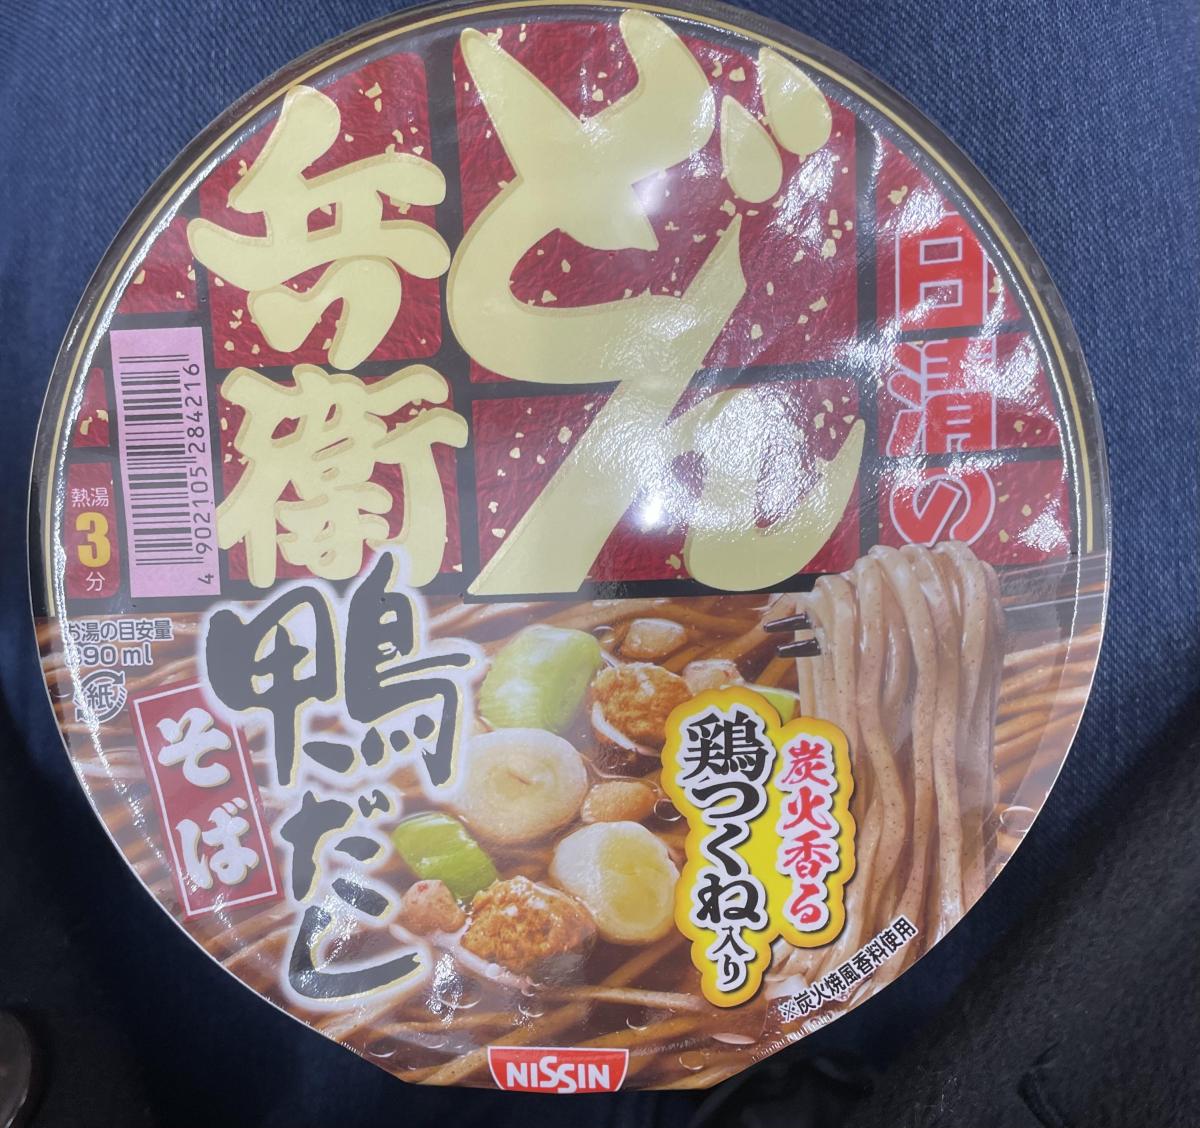 日清の
どん
兵衛
4 902105 284216
熱湯
3
分
お湯の目安量
390ml
紙
鴨だし
そば
炭火香る
鶏つくね入り
※炭火焼風香料使用
NISSIN